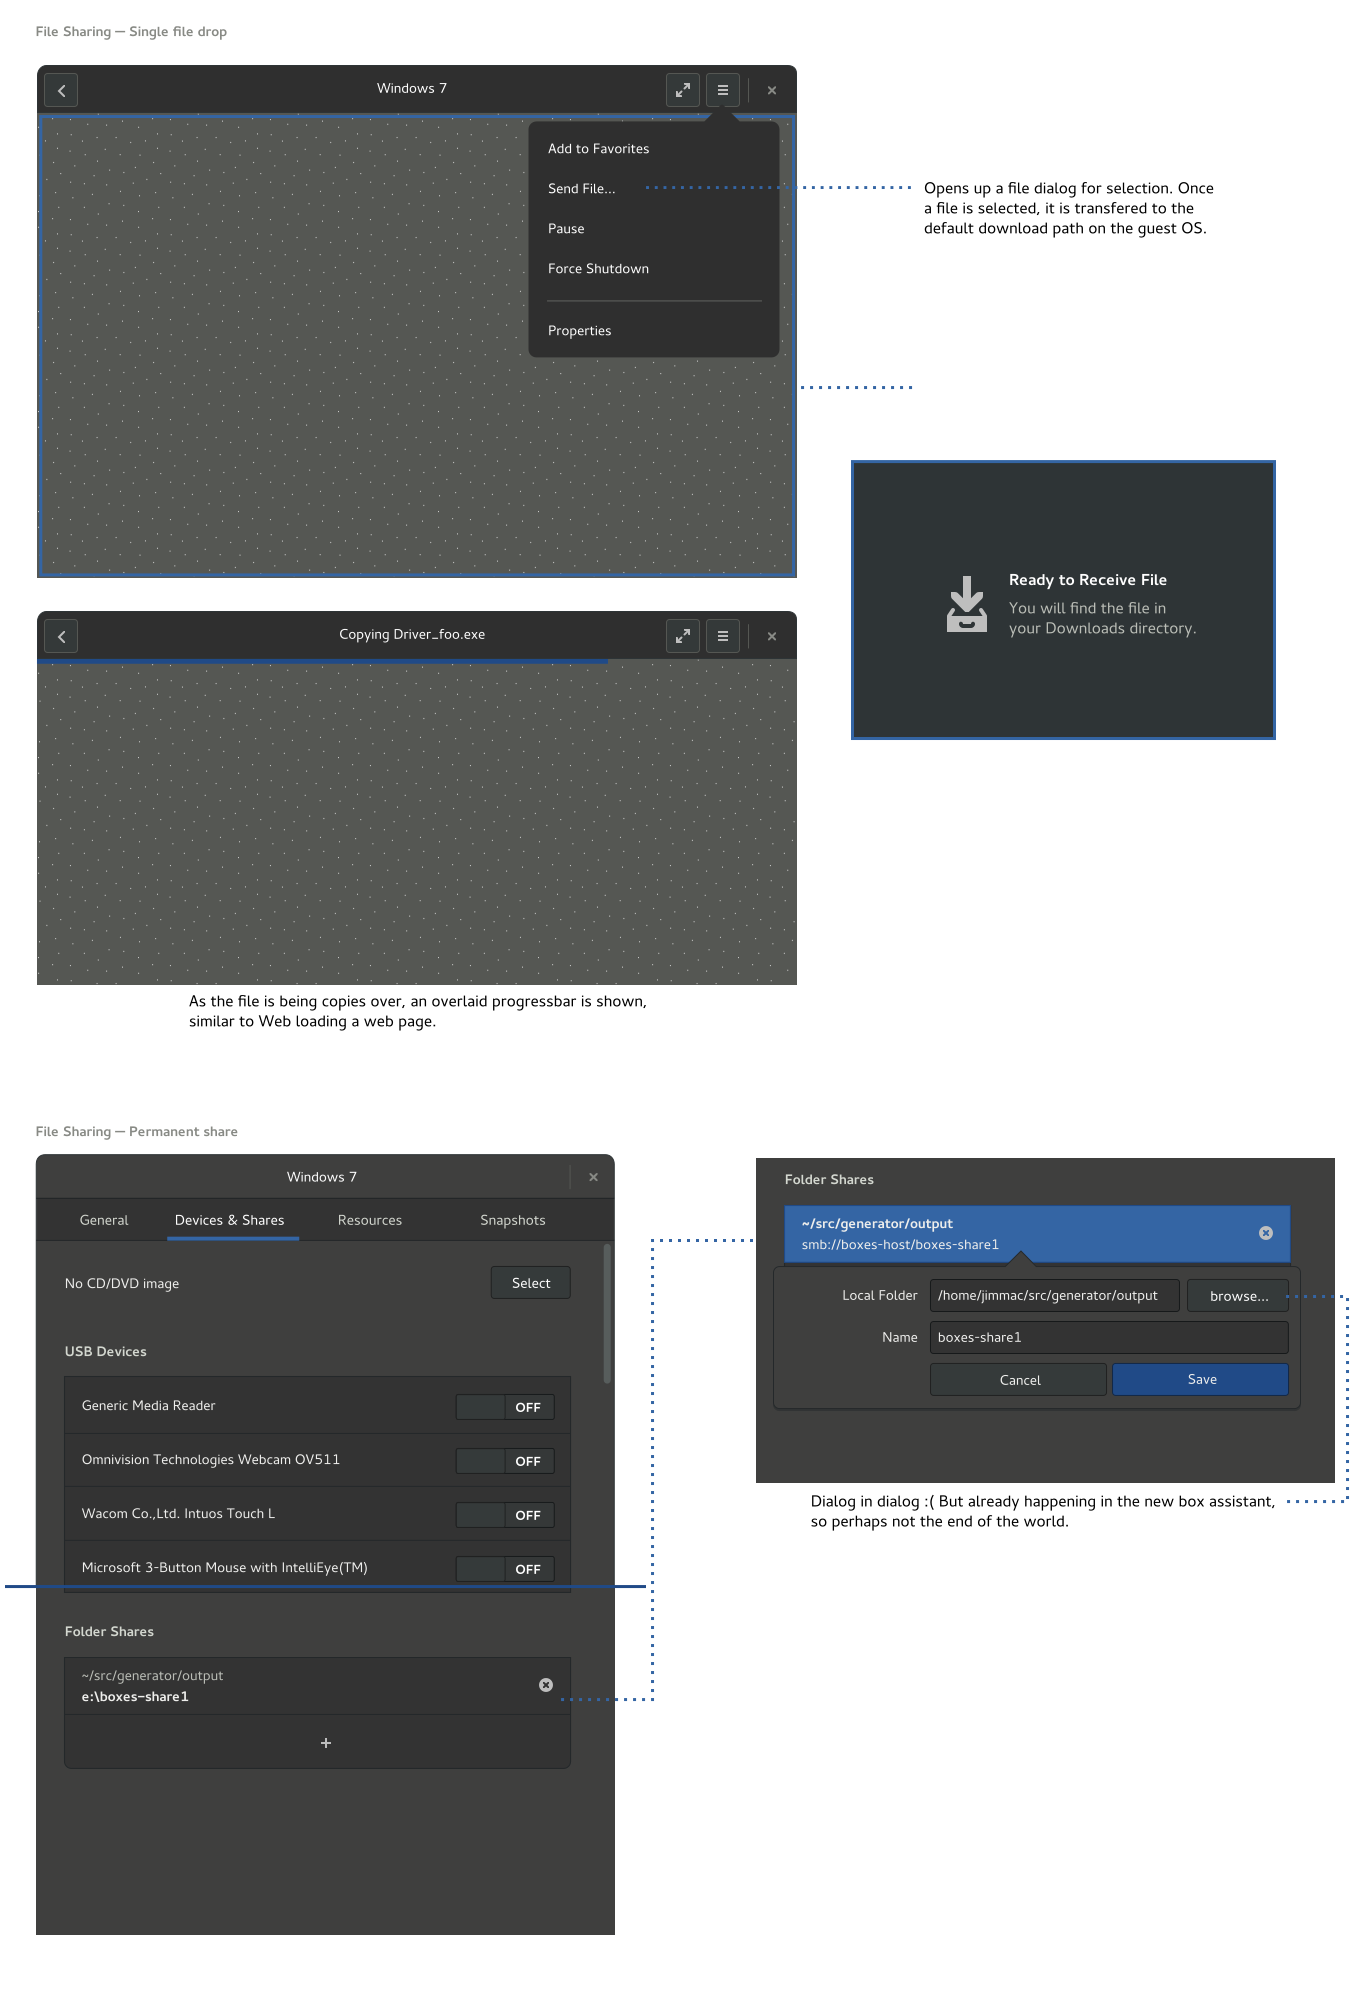 File Sharing — Single file drop
Windows 7
Add to Favorites
Send File...
Pause
Force Shutdown
Properties
Opens up a file dialog for selection. Once
a file is selected, it is transfered to the
default download path on the guest OS.
Ready to Receive File
You will find the file in
your Downloads directory.
Copying Driver_foo.exe
As the file is being copies over, an overlaid progressbar is shown,
similar to Web loading a web page.
File Sharing — Permanent share
Windows 7
General Devices & Shares Resources Snapshots
No CD/DVD image Select
USB Devices
Generic Media Reader OFF
Omnivision Technologies Webcam OV511 OFF
Wacom Co.,Ltd. Intuos Touch L OFF
Microsoft 3-Button Mouse with IntelliEye(TM) OFF
Folder Shares
~/src/generator/output
e:\boxes-share1
Folder Shares
~/src/generator/output
smb://boxes-host/boxes-share1
Local Folder /home/jimmac/src/generator/output browse...
Name boxes-share1
Cancel Save
Dialog in dialog :( But already happening in the new box assistant,
so perhaps not the end of the world.